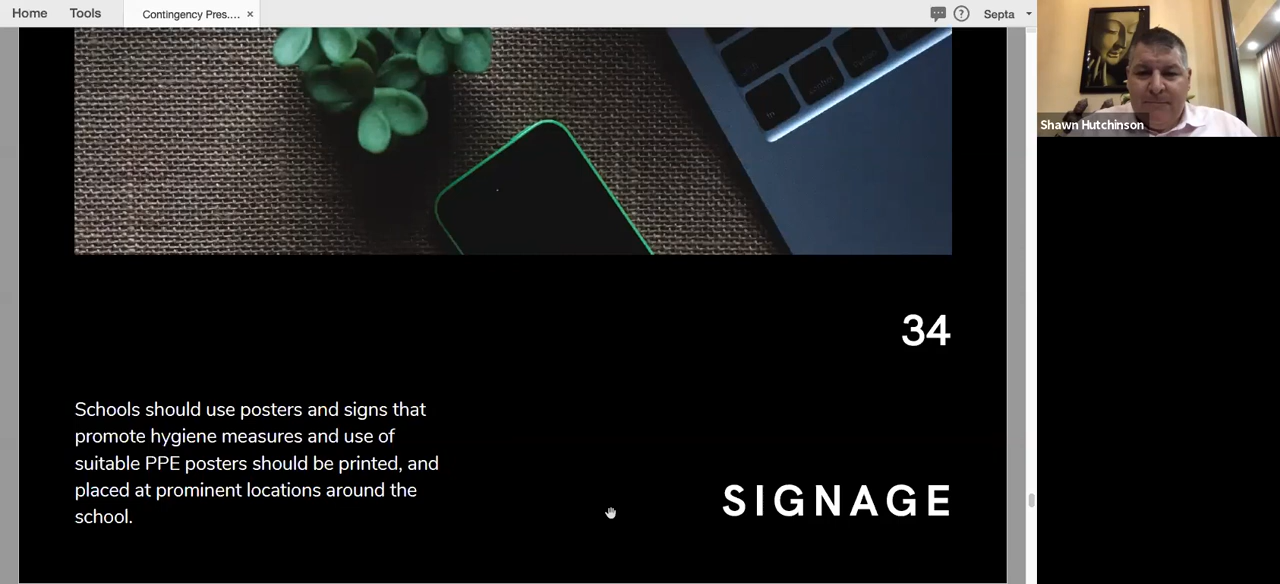 Home Tools Contingency Pres.... × Septa
Shawn Hutchinson
34
Schools should use posters and signs that
promote hygiene measures and use of
suitable PPE posters should be printed, and
placed at prominent locations around the
school.
SIGNAGE